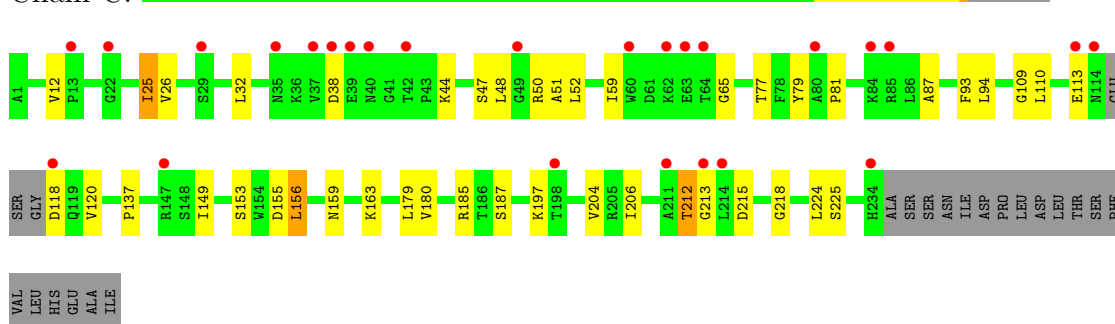 Chain C:
A1 V12 P13 G22 I25 V26 S29 L32 N35 K36 V37 D38 E39 N40 G41 T42 P43 K44 S47 L48 G49 R50 A51 L52 I59 W60 D61 K62 E63 T64 G65 T77 F78 Y79 A80 P81 K84 R85 L86 A87 F93 L94 G109 L110 E113 N114 GLU
SER GLY D118 Q119 V120 P137 R147 S148 I149 S153 W154 D155 L156 N159 K163 L179 V180 R185 T186 S187 K197 T198 V204 R205 I206 A211 T212 G213 L214 D215 G218 L224 S225 H234 ALA SER SER ASN ILE ASP PRO LEU ASP LEU THR SER PHE
VAL LEU HIS GLU ALA ILE